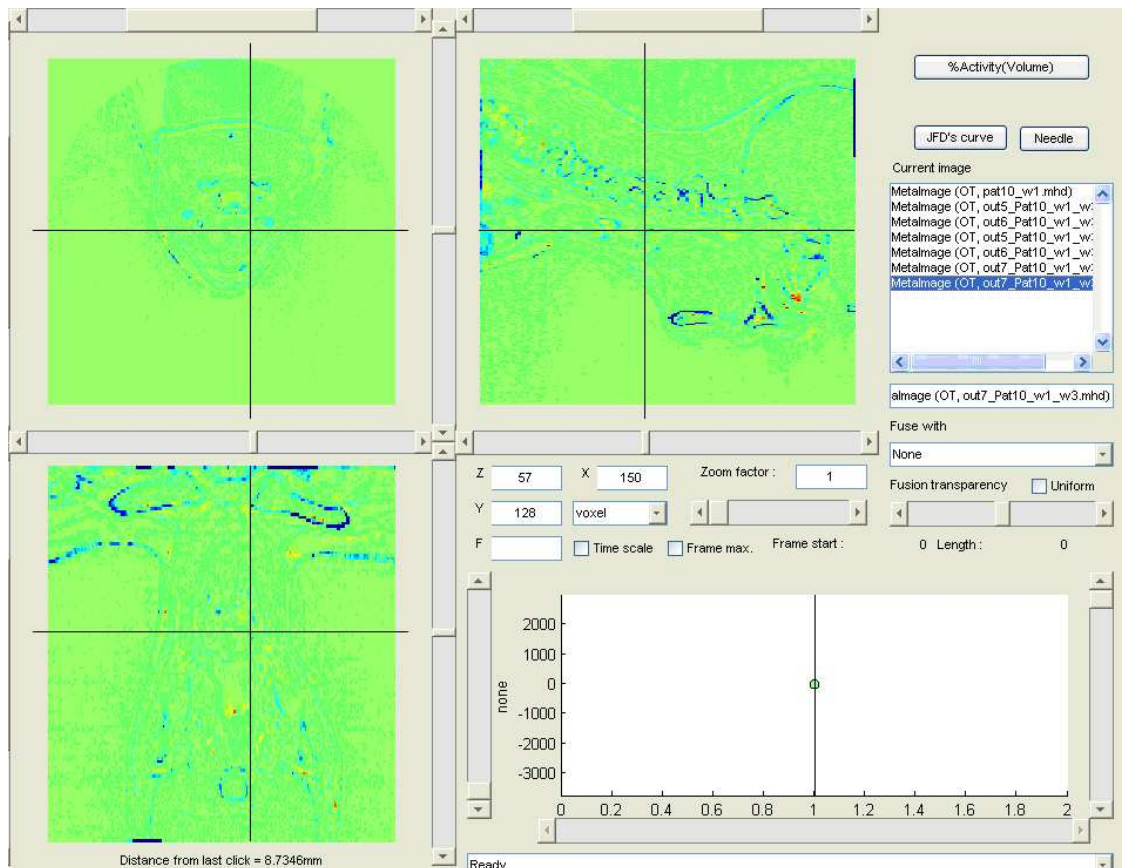 %Activity(Volume)
JFD's curve
Needle
Current image
MetaImage (OT, pat10_w1.mhd)
MetaImage (OT, out5_Pat10_w1_w
MetaImage (OT, out6_Pat10_w1_w
MetaImage (OT, out5_Pat10_w1_w
MetaImage (OT, out6_Pat10_w1_w
MetaImage (OT, out7_Pat10_w1_w
MetaImage (OT, out7_Pat10_w1_w
aImage (OT, out7_Pat10_w1_w3.mhd)
Fuse with
None
Fusion transparency Uniform
Z 57 X 150 Zoom factor : 1
Y 128 voxel
F Time scale Frame max. Frame start : 0 Length : 0
none
2000
1000
0
-1000
-2000
-3000
0 0.2 0.4 0.6 0.8 1 1.2 1.4 1.6 1.8 2
Distance from last click = 8.7346mm
Ready